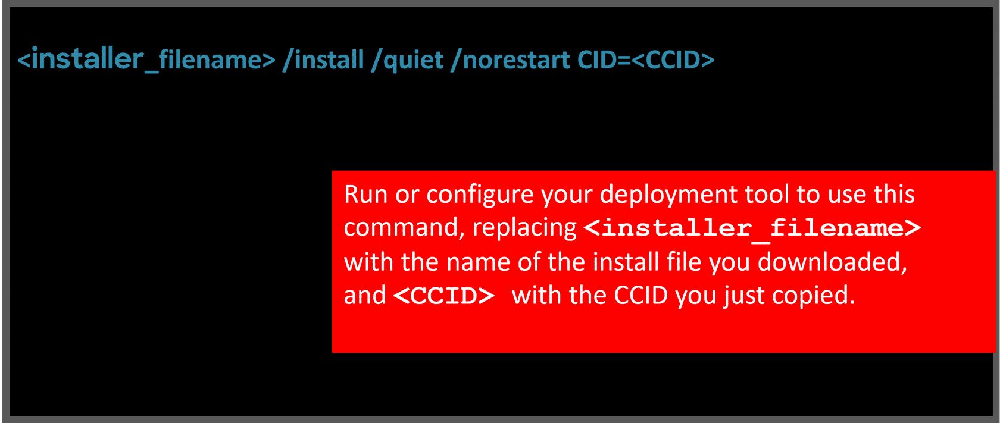 <installer_filename> /install /quiet /norestart CID=<CCID>
Run or configure your deployment tool to use this
command, replacing <installer_filename>
with the name of the install file you downloaded,
and <CCID> with the CCID you just copied.